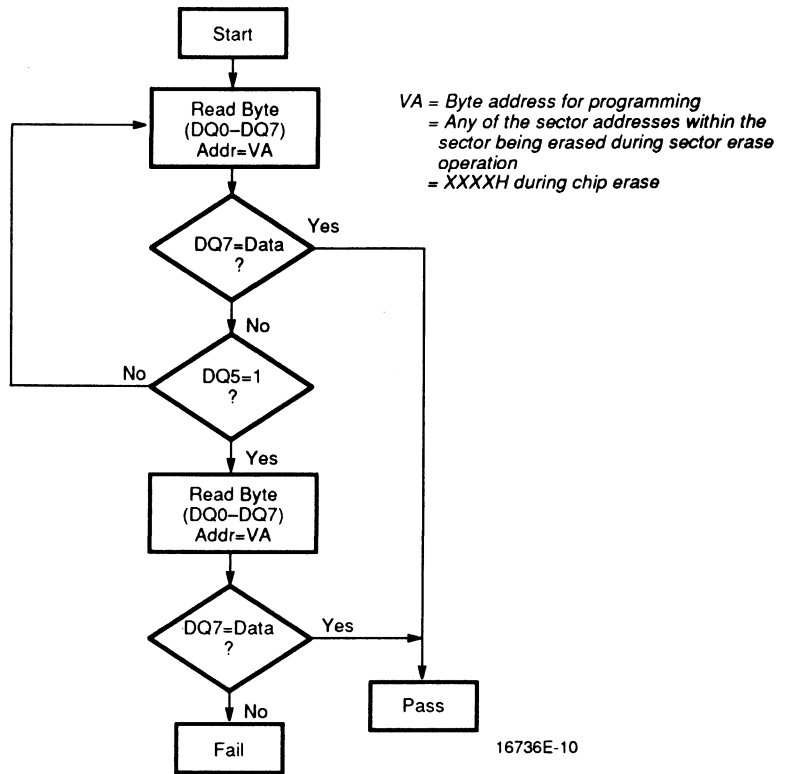 Start
Read Byte
(DQ0–DQ7)
Addr=VA
VA = Byte address for programming
= Any of the sector addresses within the
sector being erased during sector erase
operation
= XXXXH during chip erase
DQ7=Data
?
Yes
No
DQ5=1
?
No
Yes
Read Byte
(DQ0–DQ7)
Addr=VA
DQ7=Data
?
Yes
No
Pass
Fail
16736E-10